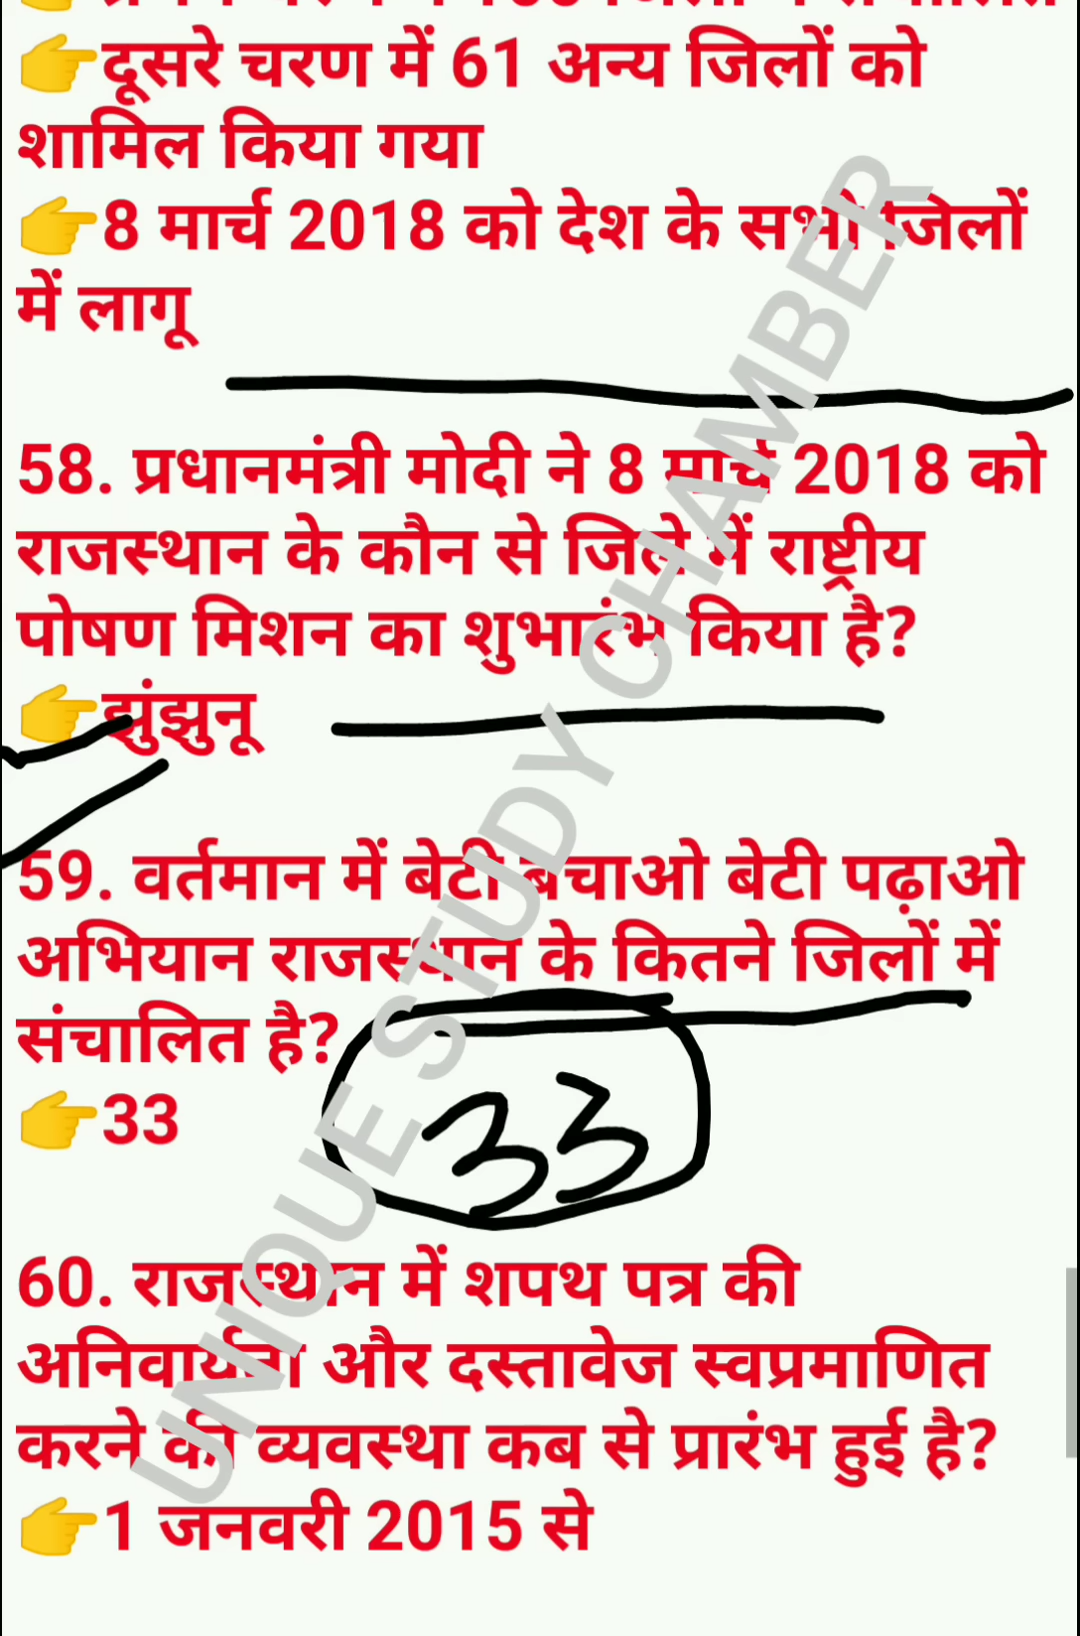 👉दूसरे चरण में 61 अन्य जिलों को
शामिल किया गया
👉8 मार्च 2018 को देश के सभी जिलों
में लागू
58. प्रधानमंत्री मोदी ने 8 मार्च 2018 को
राजस्थान के कौन से जिले में राष्ट्रीय
पोषण मिशन का शुभारंभ किया है?
👉झुंझुनू
59. वर्तमान में बेटी बचाओ बेटी पढ़ाओ
अभियान राजस्थान के कितने जिलों में
संचालित है?
👉33
33
60. राजस्थान में शपथ पत्र की
अनिवार्यता और दस्तावेज स्वप्रमाणित
करने की व्यवस्था कब से प्रारंभ हुई है?
👉1 जनवरी 2015 से
UNIQUE STUDY CHAMBER